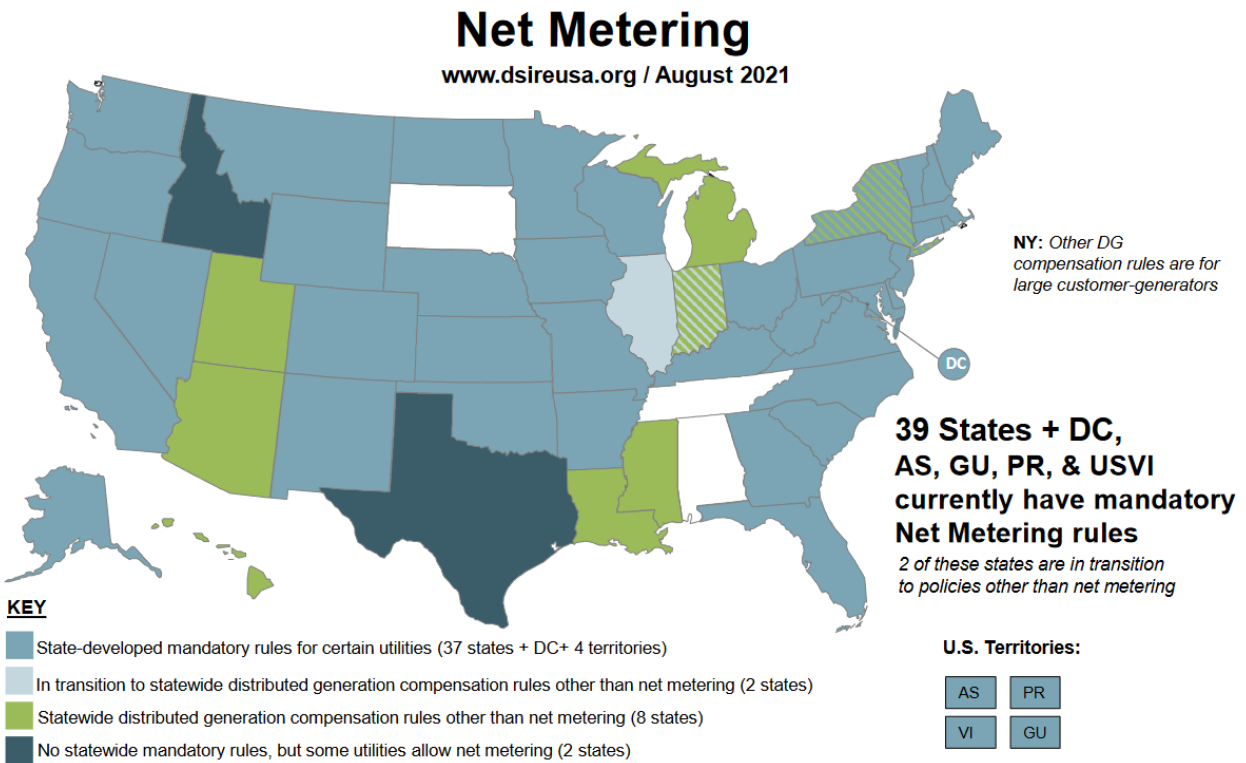 Net Metering
www.dsireusa.org / August 2021
NY: Other DG
compensation rules are for
large customer-generators
DC
39 States + DC,
AS, GU, PR, & USVI
currently have mandatory
Net Metering rules
2 of these states are in transition
to policies other than net metering
KEY
State-developed mandatory rules for certain utilities (37 states + DC+ 4 territories)
In transition to statewide distributed generation compensation rules other than net metering (2 states)
Statewide distributed generation compensation rules other than net metering (8 states)
No statewide mandatory rules, but some utilities allow net metering (2 states)
U.S. Territories:
AS PR
VI GU